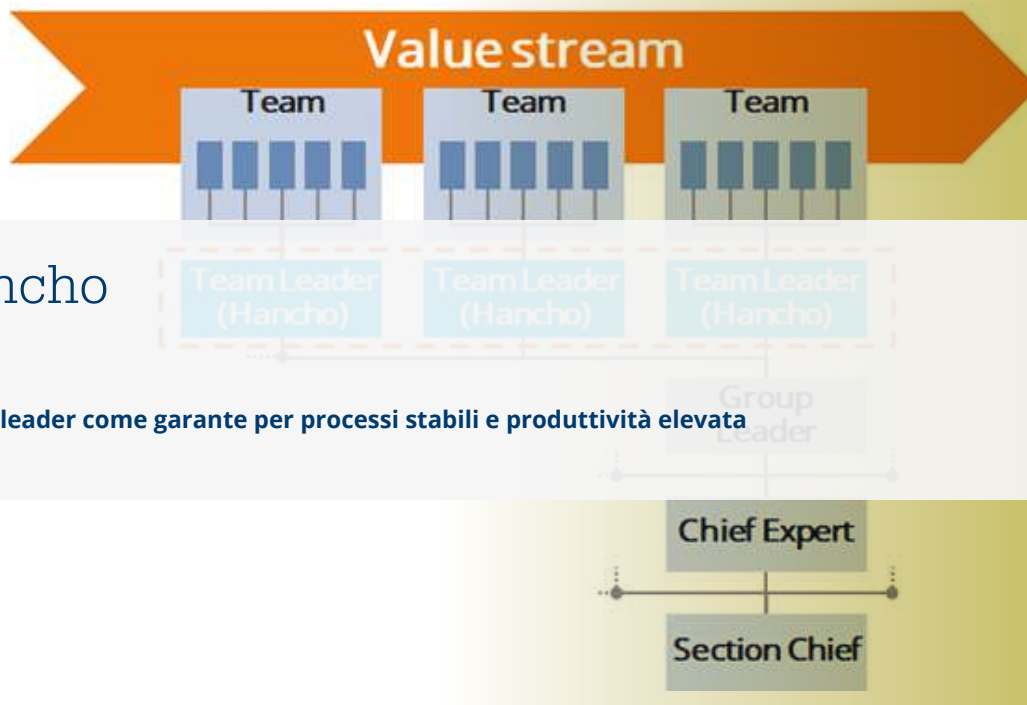 Value stream
Team Team Team
ncho
Team Leader Team Leader Team Leader
(Hancho) (Hancho) (Hancho)
leader come garante per processi stabili e produttività elevata
Group
Leader
Chief Expert
Section Chief